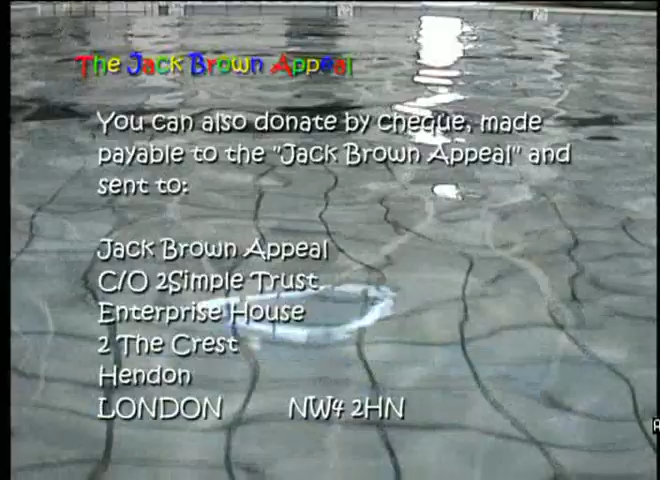 The Jack Brown Appeal
You can also donate by cheque, made
payable to the "Jack Brown Appeal" and
sent to:
Jack Brown Appeal
C/O 2Simple Trust
Enterprise House
2 The Crest
Hendon
LONDON NW4 2HN